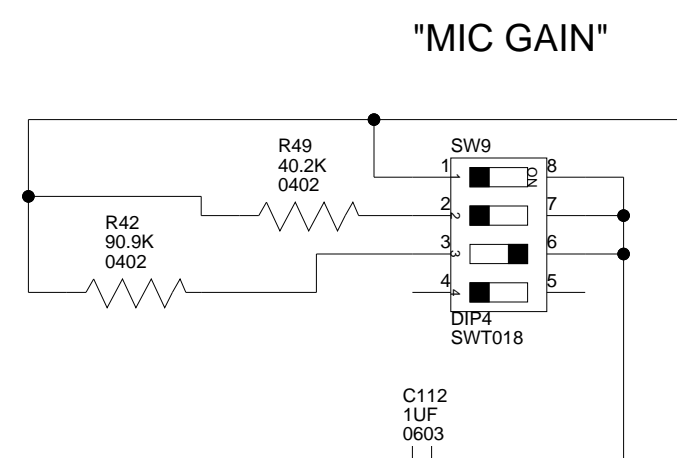 "MIC GAIN"
R49
40.2K
0402
R42
90.9K
0402
SW9
1 8
1
ON
2 7
2
3 6
3
4 5
4
DIP4
SWT018
C112
1UF
0603